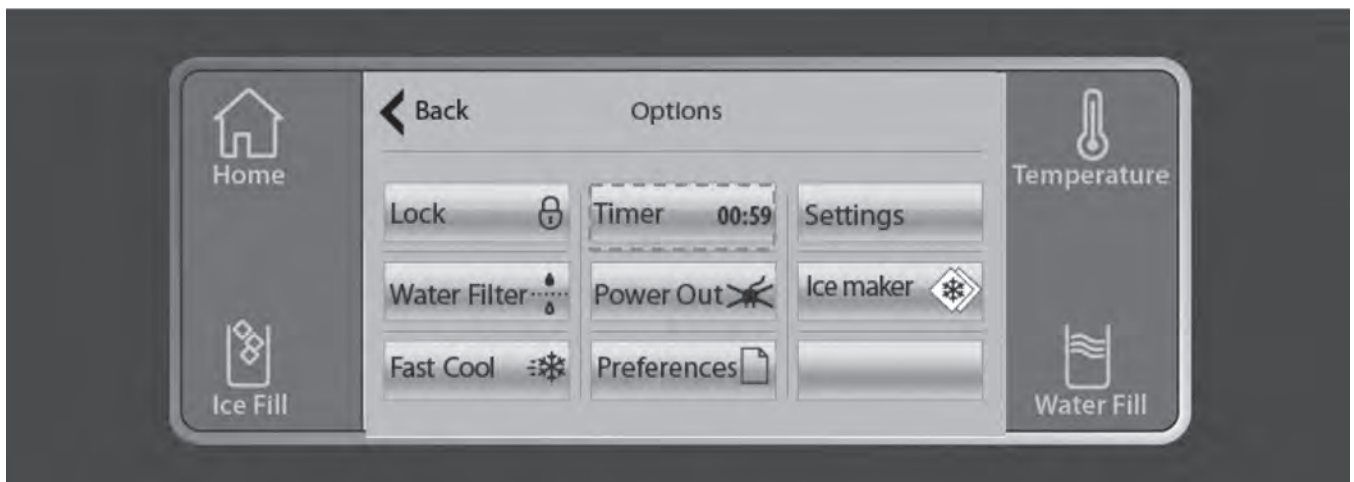 Home
Ice Fill
Back
Options
Lock
Timer 00:59
Settings
Water Filter
Power Out
Ice maker
Fast Cool
Preferences
Temperature
Water Fill